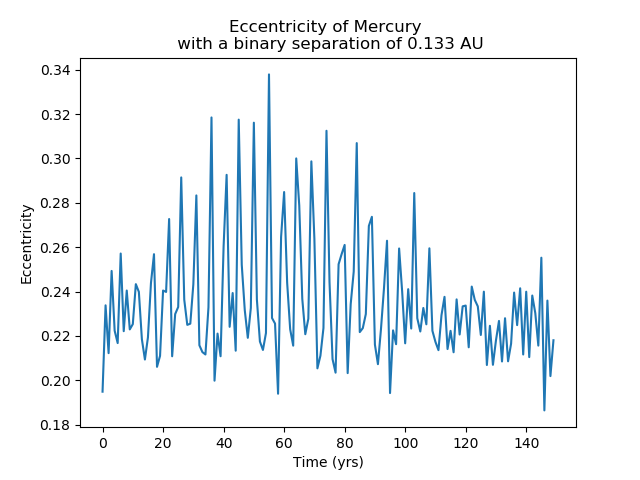 Eccentricity of Mercury
with a binary separation of 0.133 AU
0.34
0.32
0.30
0.28
0.26
0.24
0.22
0.20
0.18
Eccentricity
0 20 40 60 80 100 120 140
Time (yrs)